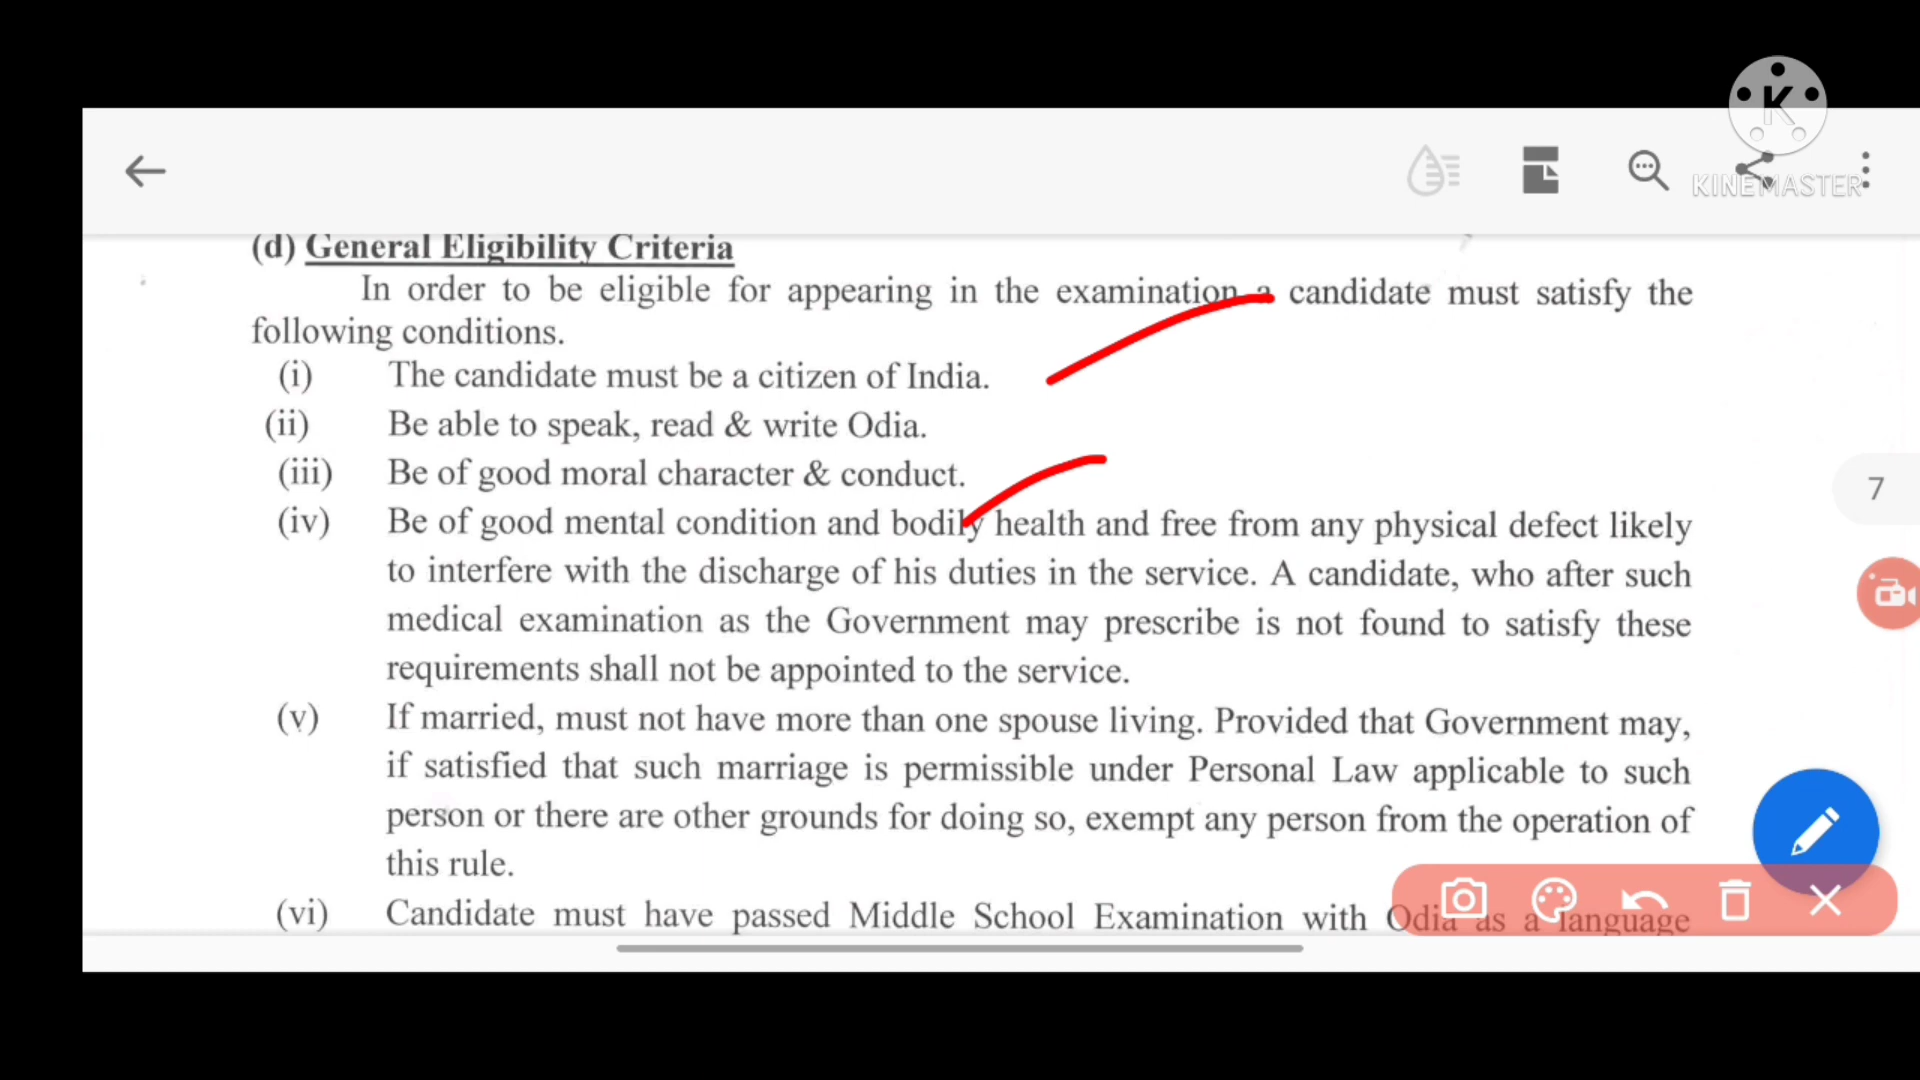 K
KINEMASTER
(d) General Eligibility Criteria
In order to be eligible for appearing in the examination a candidate must satisfy the
following conditions.
(i) The candidate must be a citizen of India.
(ii) Be able to speak, read & write Odia.
(iii) Be of good moral character & conduct.
(iv) Be of good mental condition and bodily health and free from any physical defect likely
to interfere with the discharge of his duties in the service. A candidate, who after such
medical examination as the Government may prescribe is not found to satisfy these
requirements shall not be appointed to the service.
(v) If married, must not have more than one spouse living. Provided that Government may,
if satisfied that such marriage is permissible under Personal Law applicable to such
person or there are other grounds for doing so, exempt any person from the operation of
this rule.
(vi) Candidate must have passed Middle School Examination with Odia as a language
7